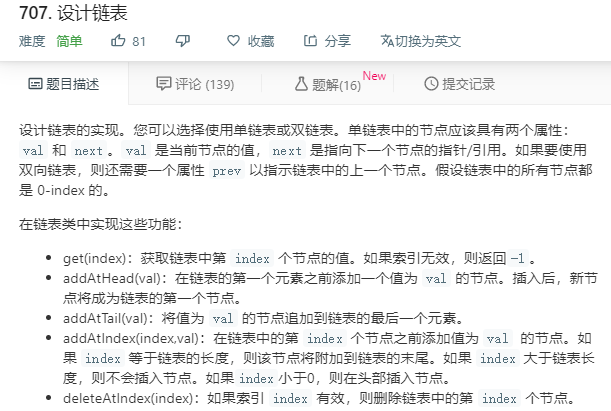 707. 设计链表
难度 简单 81 收藏 分享 切换为英文
题目描述 评论 (139) 题解(16) New 提交记录
设计链表的实现。您可以选择使用单链表或双链表。单链表中的节点应该具有两个属性：
val 和 next 。val 是当前节点的值，next 是指向下一个节点的指针/引用。如果要使用
双向链表，则还需要一个属性 prev 以指示链表中的上一个节点。假设链表中的所有节点都
是 0-index 的。
在链表类中实现这些功能：
• get(index)：获取链表中第 index 个节点的值。如果索引无效，则返回-1 。
• addAtHead(val)：在链表的第一个元素之前添加一个值为 val 的节点。插入后，新节
点将成为链表的第一个节点。
• addAtTail(val)：将值为 val 的节点追加到链表的最后一个元素。
• addAtIndex(index,val)：在链表中的第 index 个节点之前添加值为 val 的节点。如
果 index 等于链表的长度，则该节点将附加到链表的末尾。如果 index 大于链表长
度，则不会插入节点。如果index小于0，则在头部插入节点。
• deleteAtIndex(index)：如果索引 index 有效，则删除链表中的第 index 个节点。